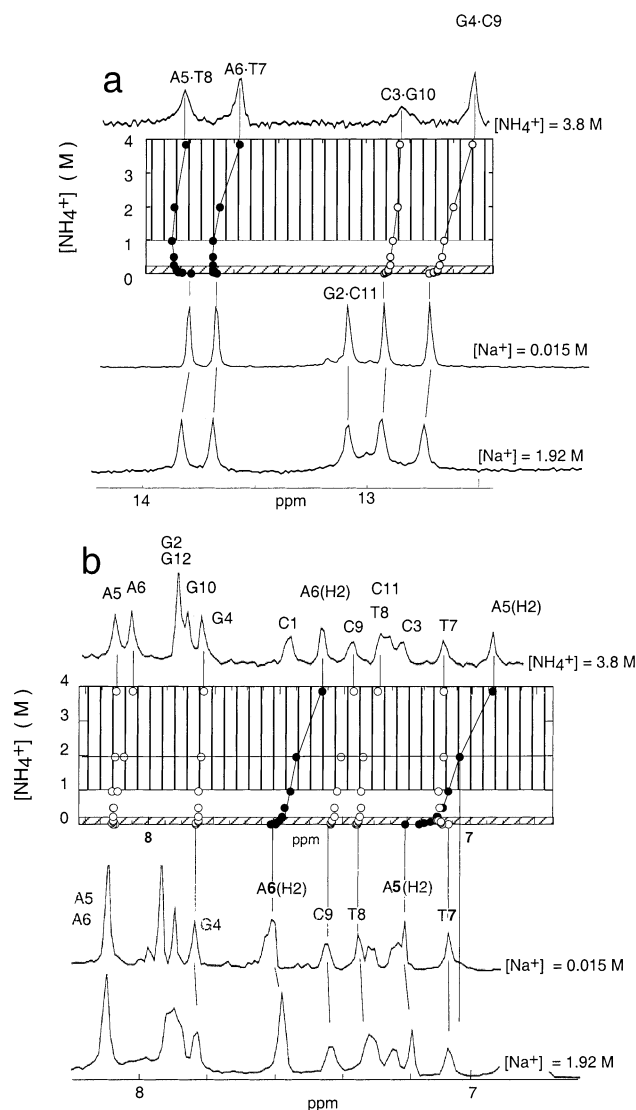 G4·C9
a
A5·T8
A6·T7
C3·G10
[NH4+] = 3.8 M
[NH4+] ( M )
4
3
2
1
0
G2·C11
[Na+] = 0.015 M
[Na+] = 1.92 M
14
ppm
13
b
G2
G12
A5
A6
G10
G4
C1
A6(H2)
C9
C11
T8
C3
T7
A5(H2)
[NH4+] = 3.8 M
[NH4+] ( M )
4
3
2
1
0
8
ppm
7
A5
A6
G4
A6(H2)
C9
T8
A5(H2)
T7
[Na+] = 0.015 M
[Na+] = 1.92 M
8
7
ppm